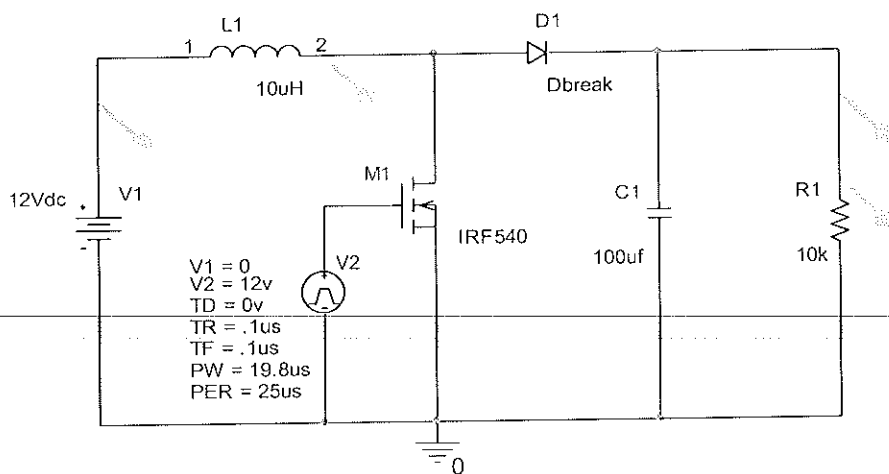 L1
1
2
10uH
D1
Dbreak
12Vdc
V1
M1
IRF540
C1
100uf
R1
10k
V2
V1 = 0
V2 = 12v
TD = 0v
TR = .1us
TF = .1us
PW = 19.8us
PER = 25us
0